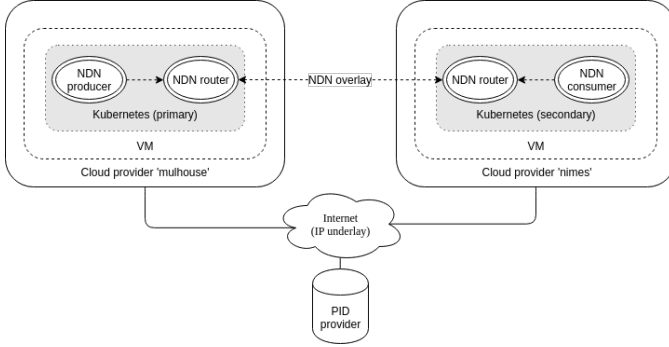 NDN
producer
NDN router
Kubernetes (primary)
VM
Cloud provider 'mulhouse'
NDN overlay
NDN router
NDN
consumer
Kubernetes (secondary)
VM
Cloud provider 'nimes'
Internet
(IP underlay)
PID
provider